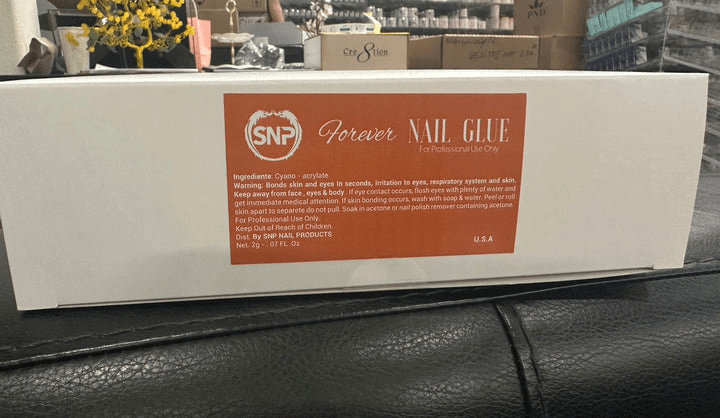 PND
Cre8tion
SNP
Forever NAIL GLUE
For Professional Use Only
Ingrediente: Cyano - acrylate
Warning: Bonds skin and eyes in seconds, Irritation to eyes, respiratory system and skin.
Keep away from face , eyes & body . If eye contact occurs, flush eyes with plenty of water and
get immediate medical attention. If skin bonding occurs, wash with soap & water. Peel or roll
skin apart to separete do not pull. Soak in acetone or nail polish remover containing acetone.
For Professional Use Only.
Keep Out of Reach of Children.
Dist. By SNP NAIL PRODUCTS
Net. 2g - . 07 FL .Oz
U.S.A